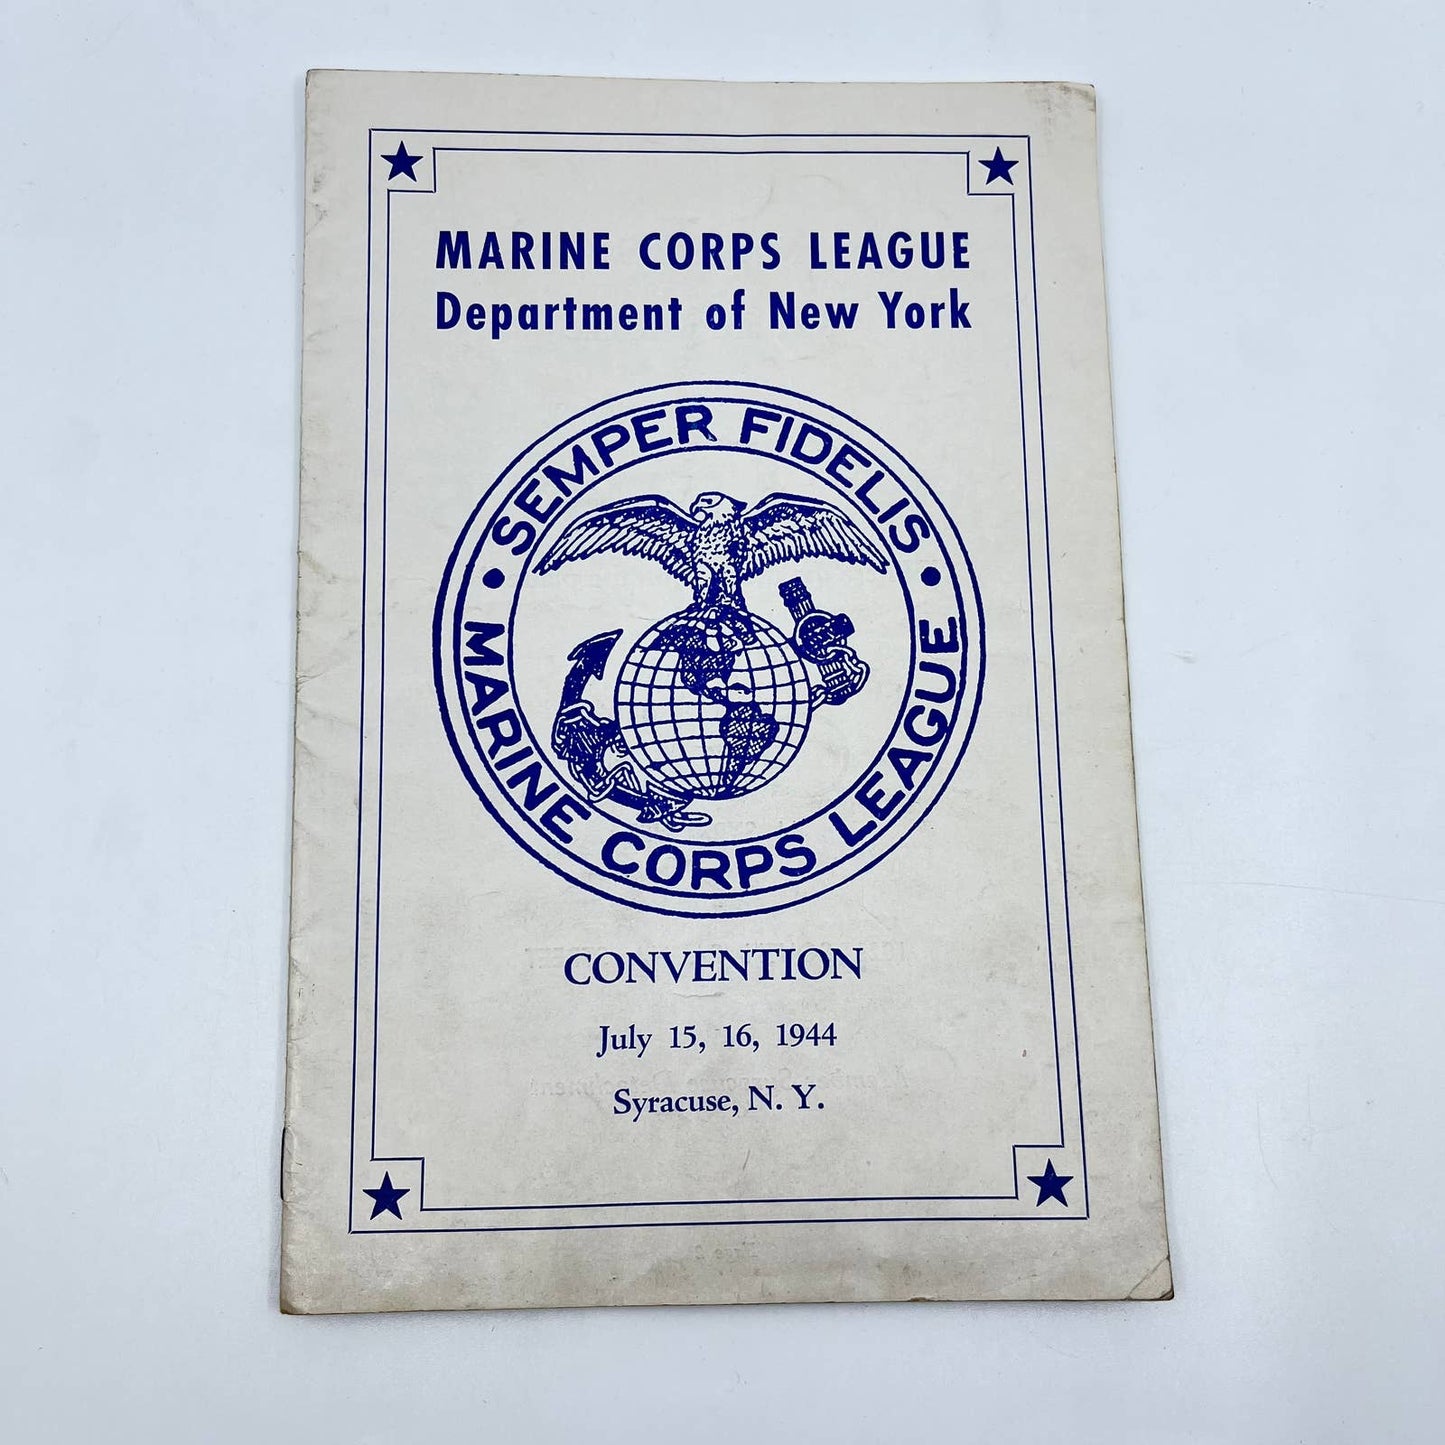 MARINE CORPS LEAGUE
Department of New York
• SEMPER FIDELIS •
MARINE CORPS LEAGUE
CONVENTION
July 15, 16, 1944
Syracuse, N. Y.